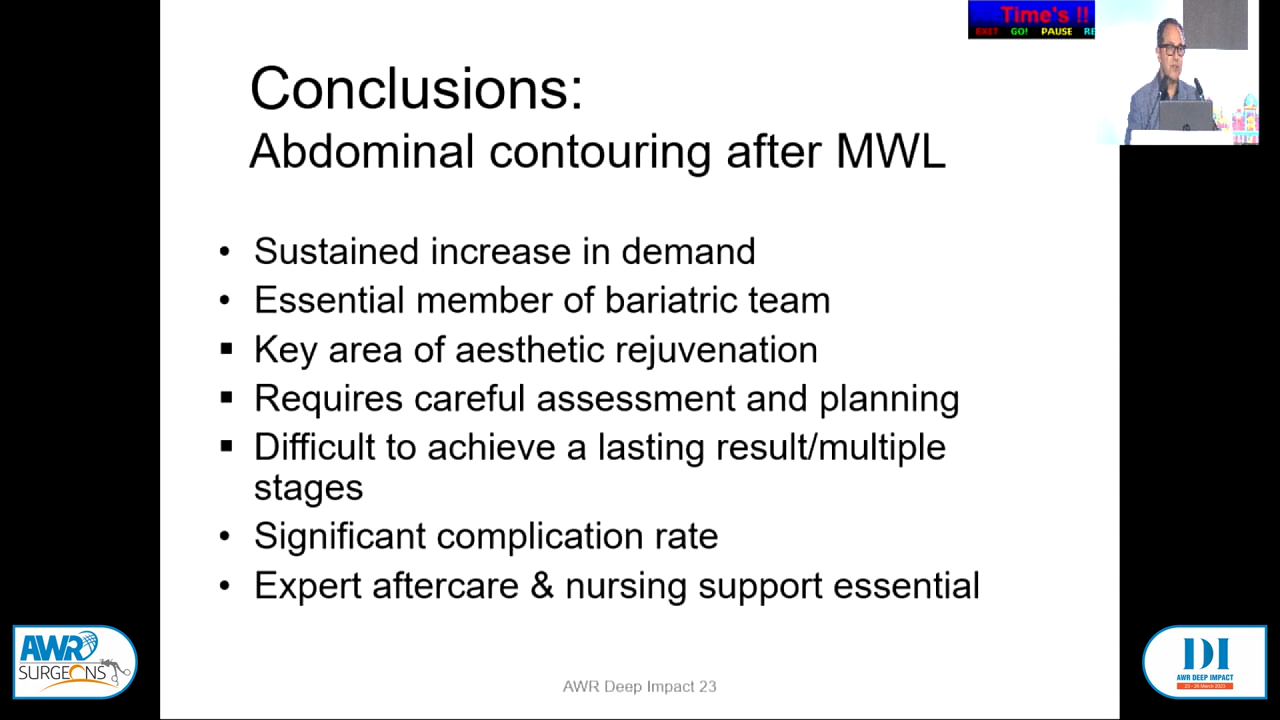 Time's !!
EXIT GO! PAUSE RE
Conclusions:
Abdominal contouring after MWL
• Sustained increase in demand
• Essential member of bariatric team
▪ Key area of aesthetic rejuvenation
▪ Requires careful assessment and planning
▪ Difficult to achieve a lasting result/multiple
stages
• Significant complication rate
• Expert aftercare & nursing support essential
AWR
SURGEONS
AWR Deep Impact 23
DI
AWR DEEP IMPACT